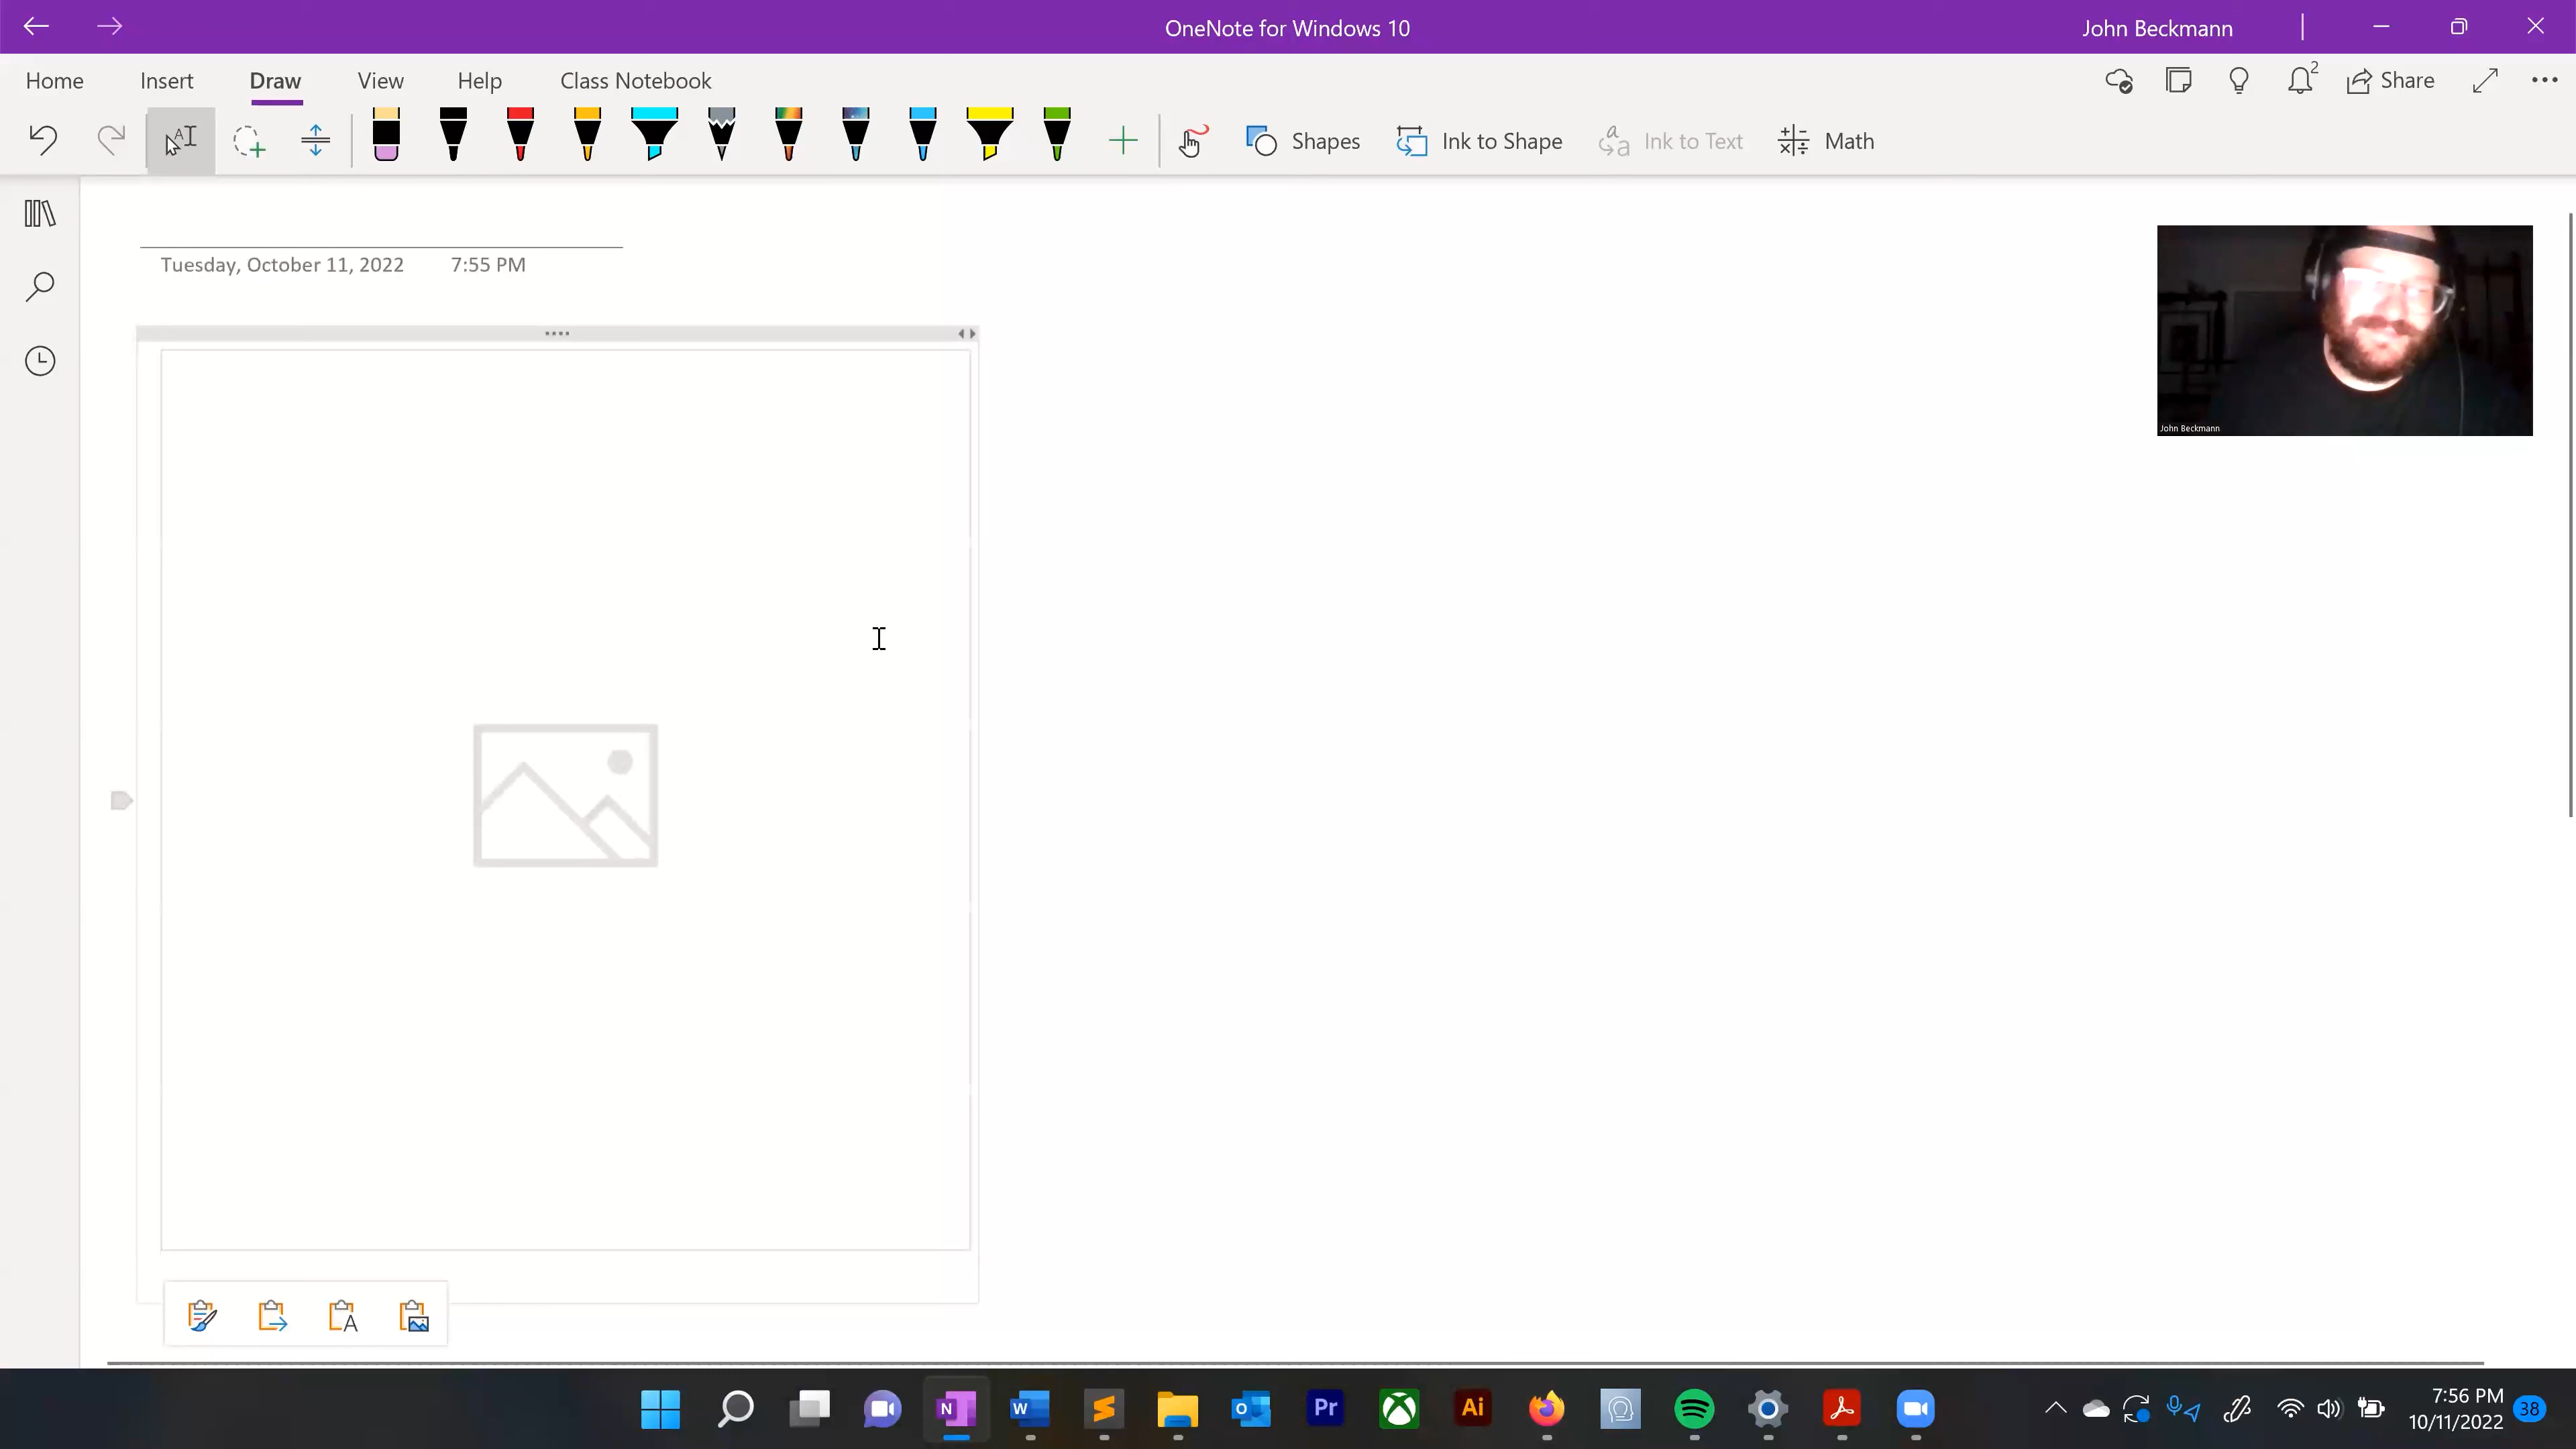 OneNote for Windows 10
John Beckmann
Home Insert Draw View Help Class Notebook
2
Share
Shapes
Ink to Shape
Ink to Text
Math
Tuesday, October 11, 2022 7:55 PM
John Beckmann
7:56 PM
10/11/2022
38